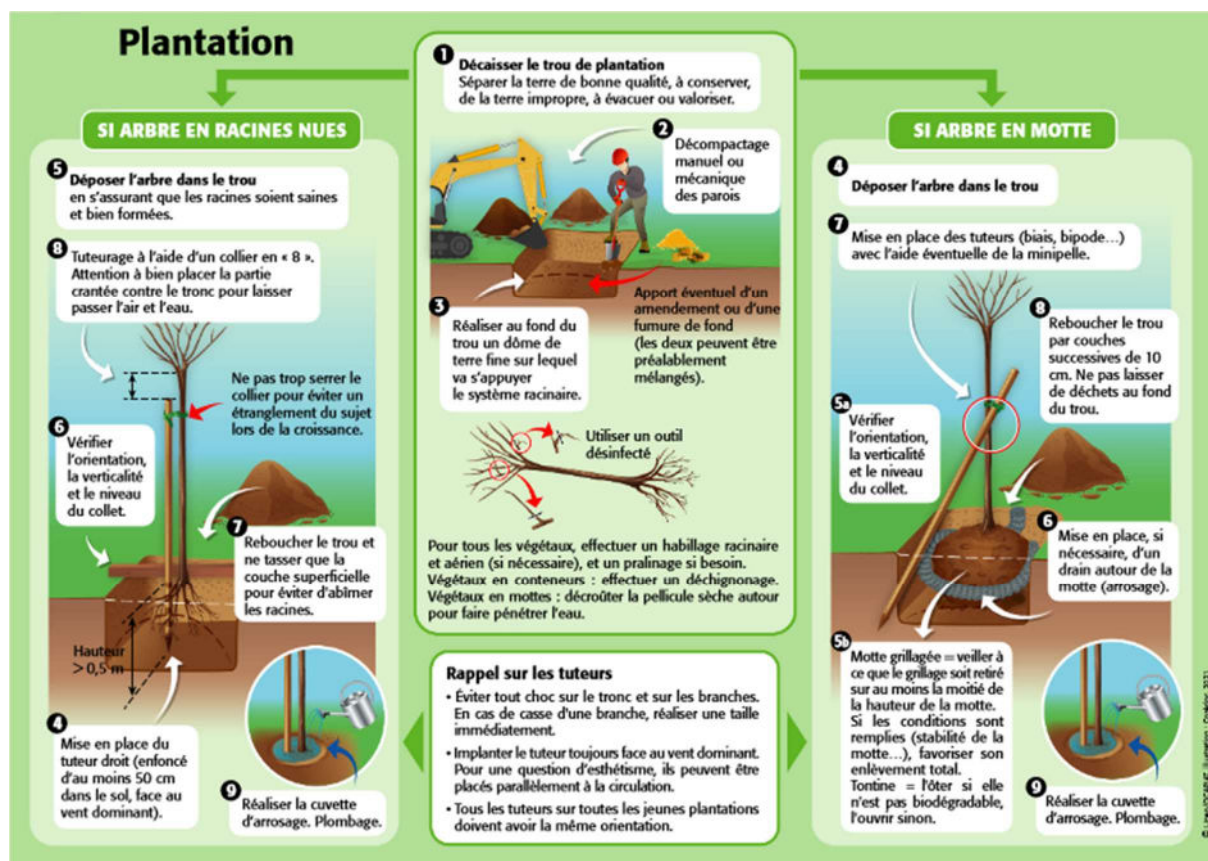 Plantation
1
Décaisser le trou de plantation
Séparer la terre de bonne qualité, à conserver,
de la terre impropre, à évacuer ou valoriser.
2
Décompactage
manuel ou
mécanique
des parois
3
Réaliser au fond du
trou un dôme de
terre fine sur lequel
va s'appuyer
le système racinaire.
Apport éventuel d'un
amendement ou d'une
fumure de fond
(les deux peuvent être
préalablement
mélangés).
Utiliser un outil
désinfecté
Pour tous les végétaux, effectuer un habillage racinaire
et aérien (si nécessaire), et un pralinage si besoin.
Végétaux en conteneurs : effectuer un déchignonage.
Végétaux en mottes : décroûter la pellicule sèche autour
pour faire pénétrer l'eau.
SI ARBRE EN RACINES NUES
5
Déposer l'arbre dans le trou
en s'assurant que les racines soient saines
et bien formées.
8
Tuteurage à l'aide d'un collier en « 8 ».
Attention à bien placer la partie
crantée contre le tronc pour laisser
passer l'air et l'eau.
Ne pas trop serrer le
collier pour éviter un
étranglement du sujet
lors de la croissance.
6
Vérifier
l'orientation,
la verticalité
et le niveau
du collet.
7
Reboucher le trou et
ne tasser que la
couche superficielle
pour éviter d'abîmer
les racines.
Hauteur
> 0,5 m
4
Mise en place du
tuteur droit (enfoncé
d'au moins 50 cm
dans le sol, face au
vent dominant).
9
Réaliser la cuvette
d'arrosage. Plombage.
Rappel sur les tuteurs
• Éviter tout choc sur le tronc et sur les branches.
En cas de casse d'une branche, réaliser une taille
immédiatement.
• Implanter le tuteur toujours face au vent dominant.
Pour une question d'esthétisme, ils peuvent être
placés parallèlement à la circulation.
• Tous les tuteurs sur toutes les jeunes plantations
doivent avoir la même orientation.
SI ARBRE EN MOTTE
4
Déposer l'arbre dans le trou
7
Mise en place des tuteurs (biais, bipode...)
avec l'aide éventuelle de la minipelle.
8
Reboucher le trou
par couches
successives de 10
cm. Ne pas laisser
de déchets au fond
du trou.
5a
Vérifier
l'orientation,
la verticalité
et le niveau
du collet.
6
Mise en place, si
nécessaire, d'un
drain autour de la
motte (arrosage).
5b
Motte grillagée = veiller à
ce que le grillage soit retiré
sur au moins la moitié de
la hauteur de la motte.
Si les conditions sont
remplies (stabilité de la
motte...), favoriser son
enlèvement total.
Tontine = l'ôter si elle
n'est pas biodégradable,
l'ouvrir sinon.
9
Réaliser la cuvette
d'arrosage. Plombage.